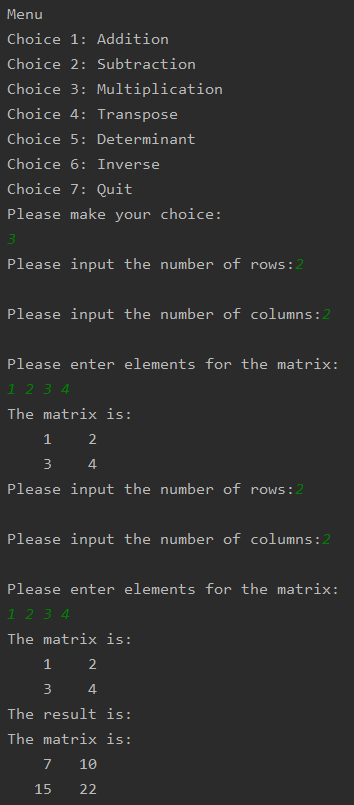 Menu
Choice 1: Addition
Choice 2: Subtraction
Choice 3: Multiplication
Choice 4: Transpose
Choice 5: Determinant
Choice 6: Inverse
Choice 7: Quit
Please make your choice:
3
Please input the number of rows:2
Please input the number of columns:2
Please enter elements for the matrix:
1 2 3 4
The matrix is:
    1    2
    3    4
Please input the number of rows:2
Please input the number of columns:2
Please enter elements for the matrix:
1 2 3 4
The matrix is:
    1    2
    3    4
The result is:
The matrix is:
    7   10
   15   22